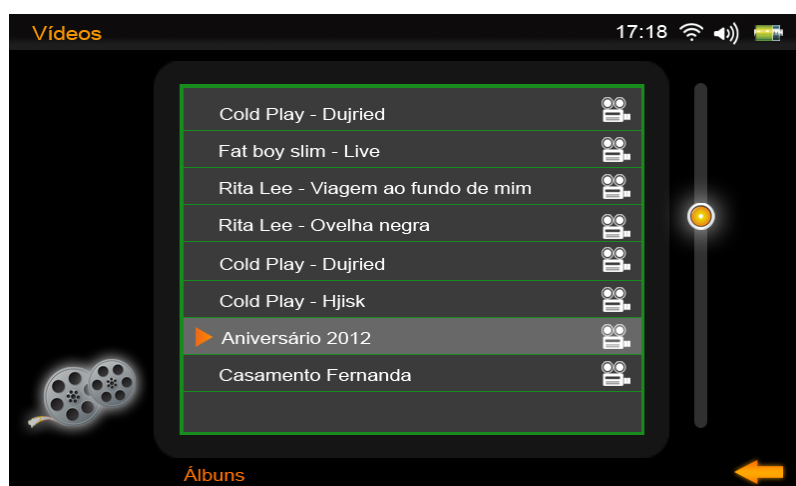 Vídeos 17:18
Cold Play - Dujried
Fat boy slim - Live
Rita Lee - Viagem ao fundo de mim
Rita Lee - Ovelha negra
Cold Play - Dujried
Cold Play - Hjisk
Aniversário 2012
Casamento Fernanda
Álbuns